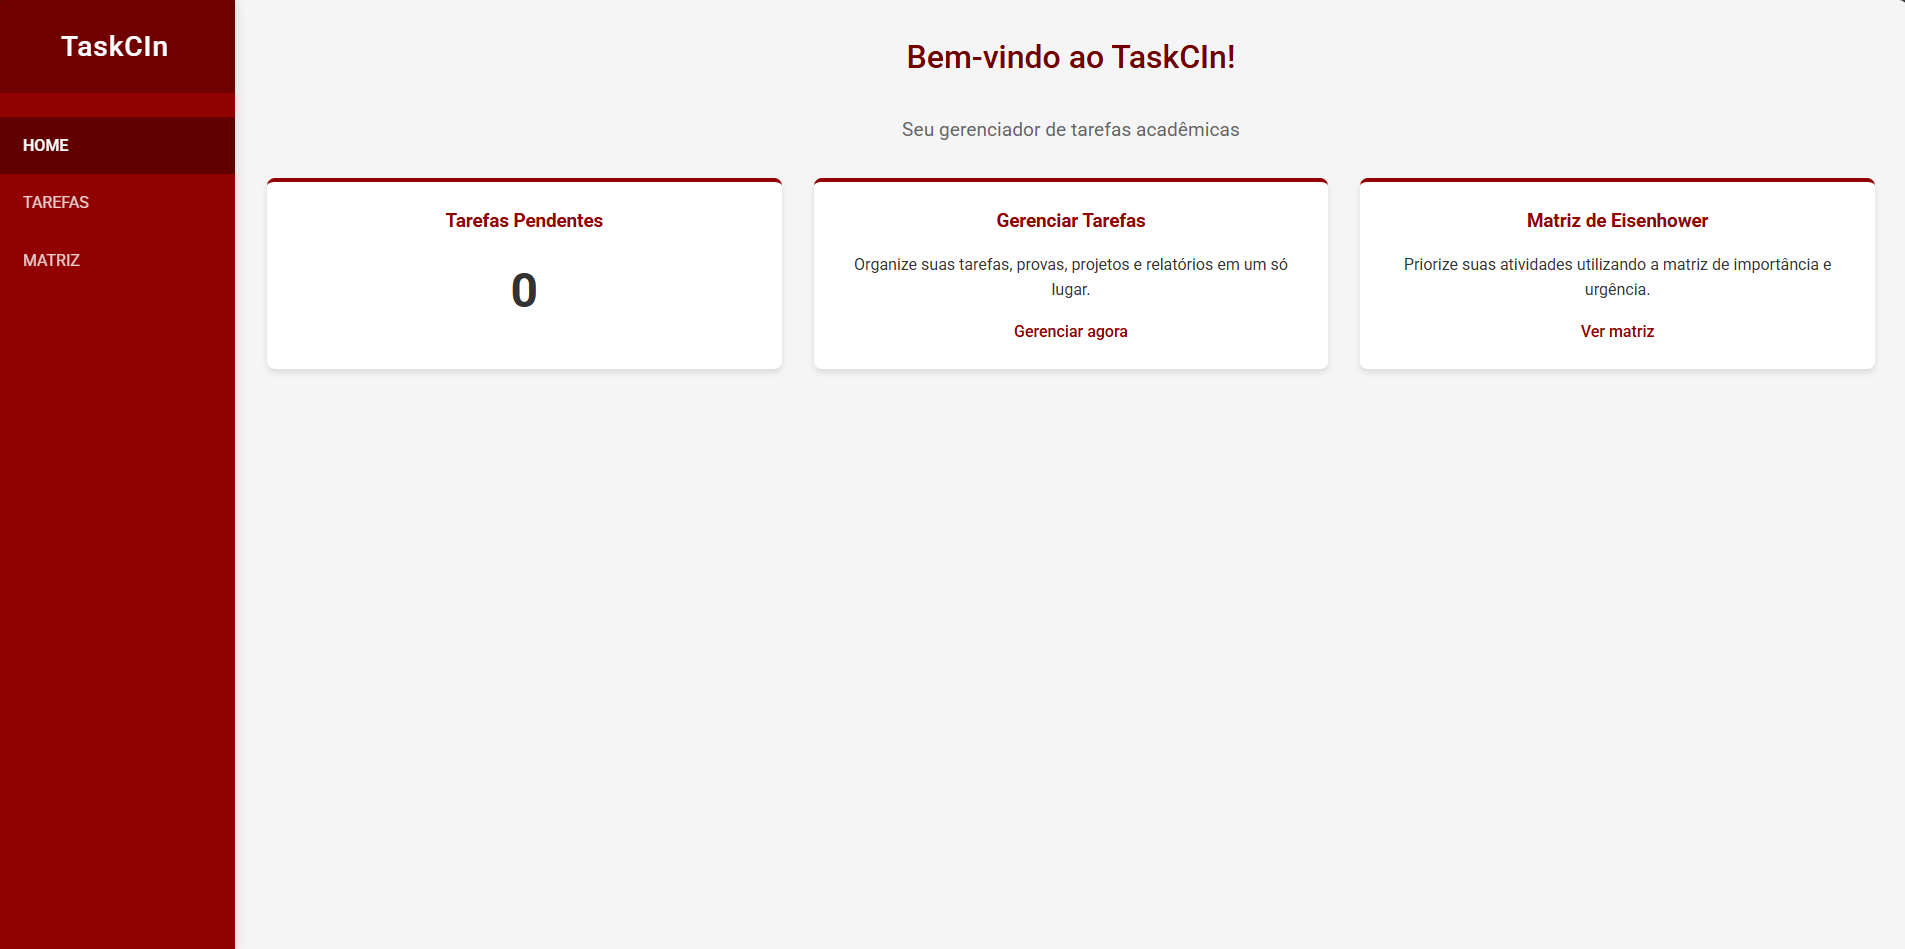 TaskCIn
HOME
TAREFAS
MATRIZ
Bem-vindo ao TaskCIn!
Seu gerenciador de tarefas acadêmicas
Tarefas Pendentes
0
Gerenciar Tarefas
Organize suas tarefas, provas, projetos e relatórios em um só
lugar.
Gerenciar agora
Matriz de Eisenhower
Priorize suas atividades utilizando a matriz de importância e
urgência.
Ver matriz